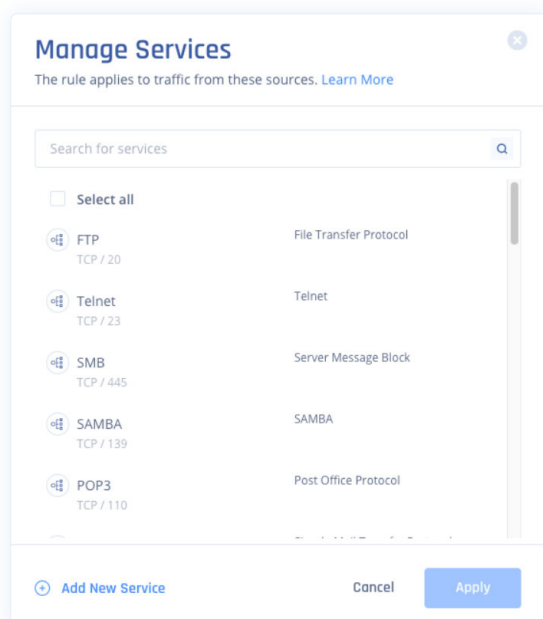 Manage Services
The rule applies to traffic from these sources. Learn More
Search for services
Select all
FTP
File Transfer Protocol
TCP / 20
Telnet
Telnet
TCP / 23
SMB
Server Message Block
TCP / 445
SAMBA
SAMBA
TCP / 139
POP3
Post Office Protocol
TCP / 110
Add New Service
Cancel
Apply